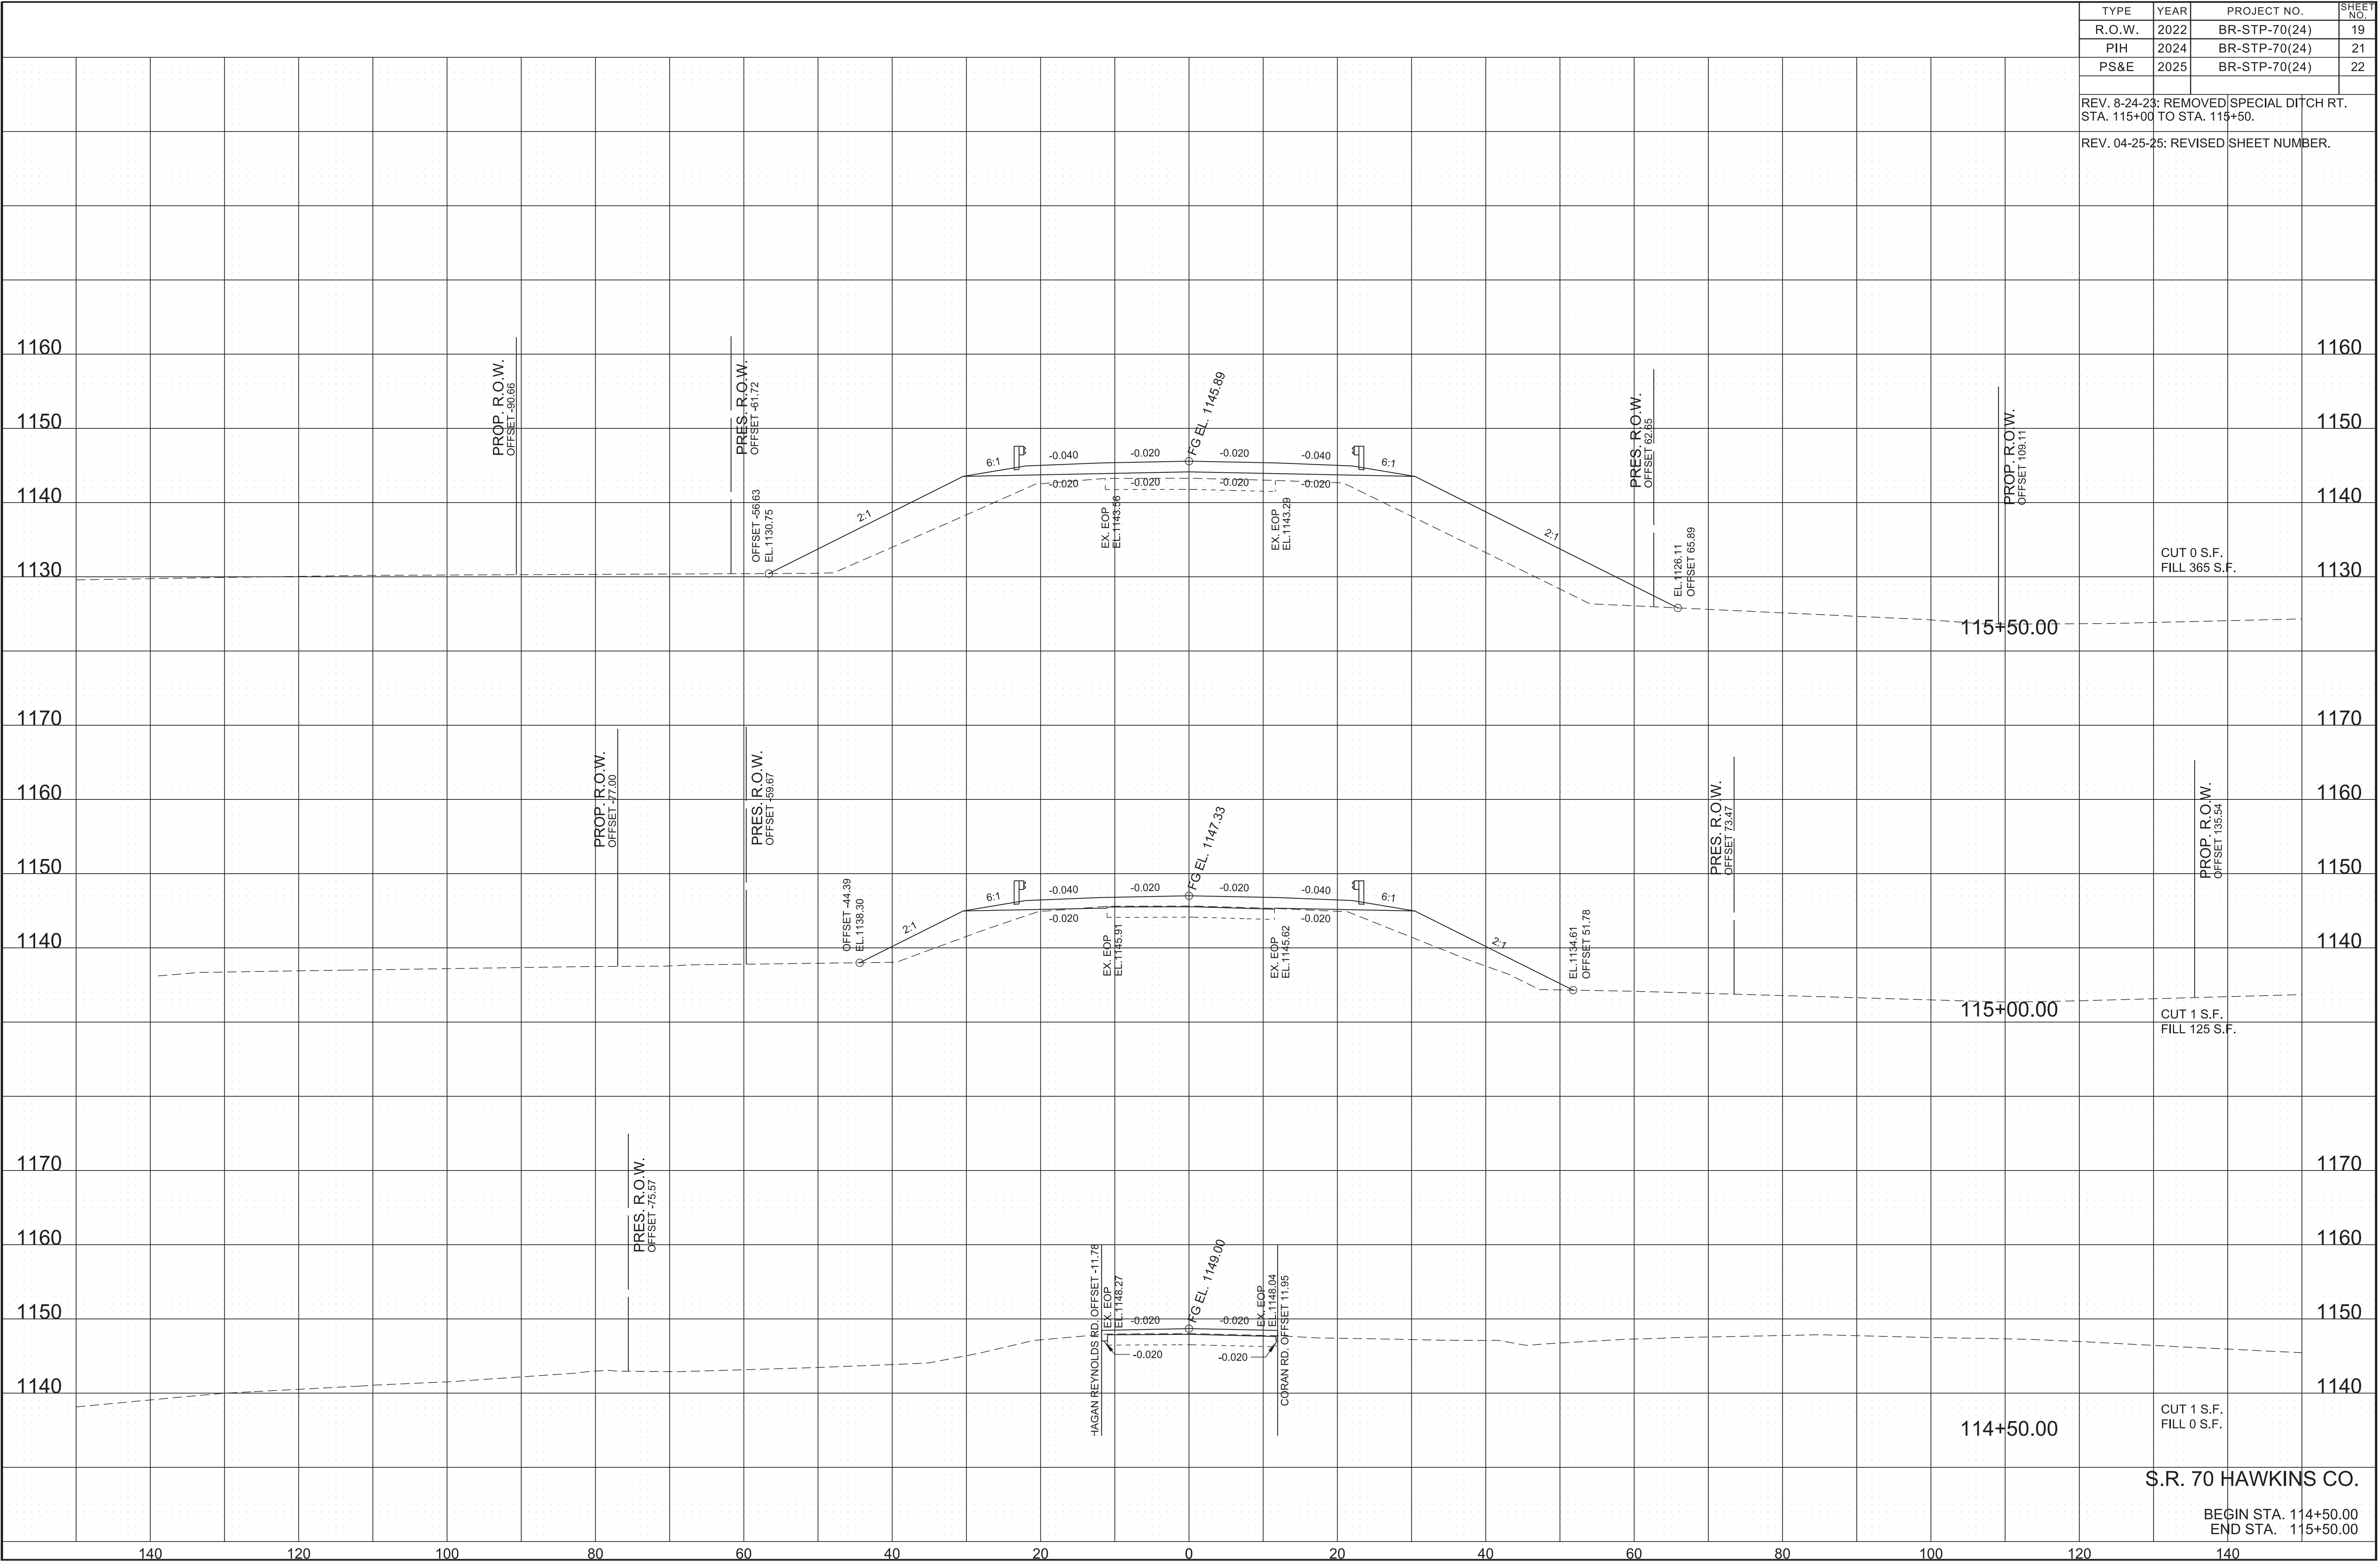 TYPE YEAR PROJECT NO. SHEET NO.
R.O.W. 2022 BR-STP-70(24) 19
PIH 2024 BR-STP-70(24) 21
PS&E 2025 BR-STP-70(24) 22
REV. 8-24-23: REMOVED SPECIAL DITCH RT.
STA. 115+00 TO STA. 115+50.
REV. 04-25-25: REVISED SHEET NUMBER.
1160 1160
1150 1150
1140 1140
1130 1130
PROP. R.O.W.
OFFSET -90.66
PRES. R.O.W.
OFFSET -61.72
OFFSET -56.63
EL.1130.75
2:1
6:1
-0.040 -0.020 -0.020 -0.040
FG EL. 1145.89
6:1
-0.020 -0.020 -0.020 -0.020
EX. EOP
EL.1143.56
EX. EOP
EL.1143.29
2:1
EL.1126.11
OFFSET 65.89
PRES. R.O.W.
OFFSET 62.65
PROP. R.O.W.
OFFSET 109.11
CUT 0 S.F.
FILL 365 S.F.
115+50.00
1170 1170
1160 1160
1150 1150
1140 1140
PROP. R.O.W.
OFFSET -77.00
PRES. R.O.W.
OFFSET -59.67
OFFSET -44.39
EL.1138.30
2:1
6:1
-0.040 -0.020 -0.020 -0.040
FG EL. 1147.33
6:1
-0.020 -0.020
EX. EOP
EL.1145.91
EX. EOP
EL.1145.62
2:1
EL.1134.61
OFFSET 51.78
PRES. R.O.W.
OFFSET 73.47
PROP. R.O.W.
OFFSET 135.54
115+00.00
CUT 1 S.F.
FILL 125 S.F.
1170 1170
1160 1160
1150 1150
1140 1140
PRES. R.O.W.
OFFSET -75.57
HAGAN REYNOLDS RD. OFFSET -11.78
EX. EOP
EL.1148.27
-0.020 -0.020
FG EL. 1149.00
EX. EOP
EL.1148.04
CORAN RD. OFFSET 11.95
-0.020 -0.020
CUT 1 S.F.
FILL 0 S.F.
114+50.00
S.R. 70 HAWKINS CO.
BEGIN STA. 114+50.00
END STA. 115+50.00
140 120 100 80 60 40 20 0 20 40 60 80 100 120 140